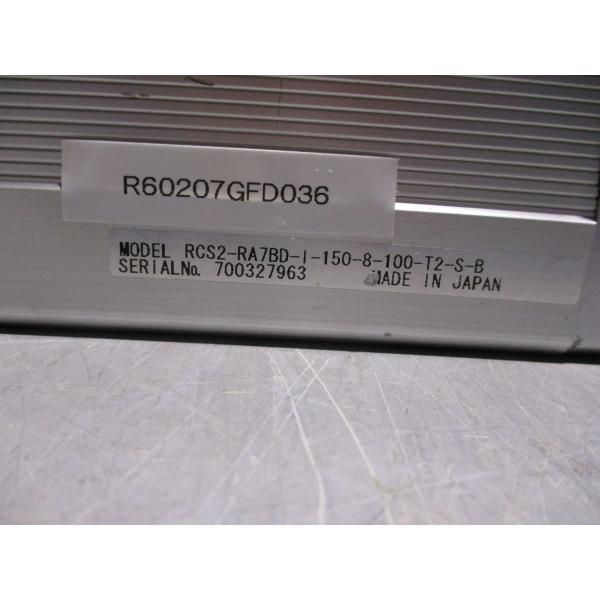 R60207GFD036
MODEL RCS2-RA7BD-I-150-8-100-T2-S-B
SERIALNo. 700327963 MADE IN JAPAN